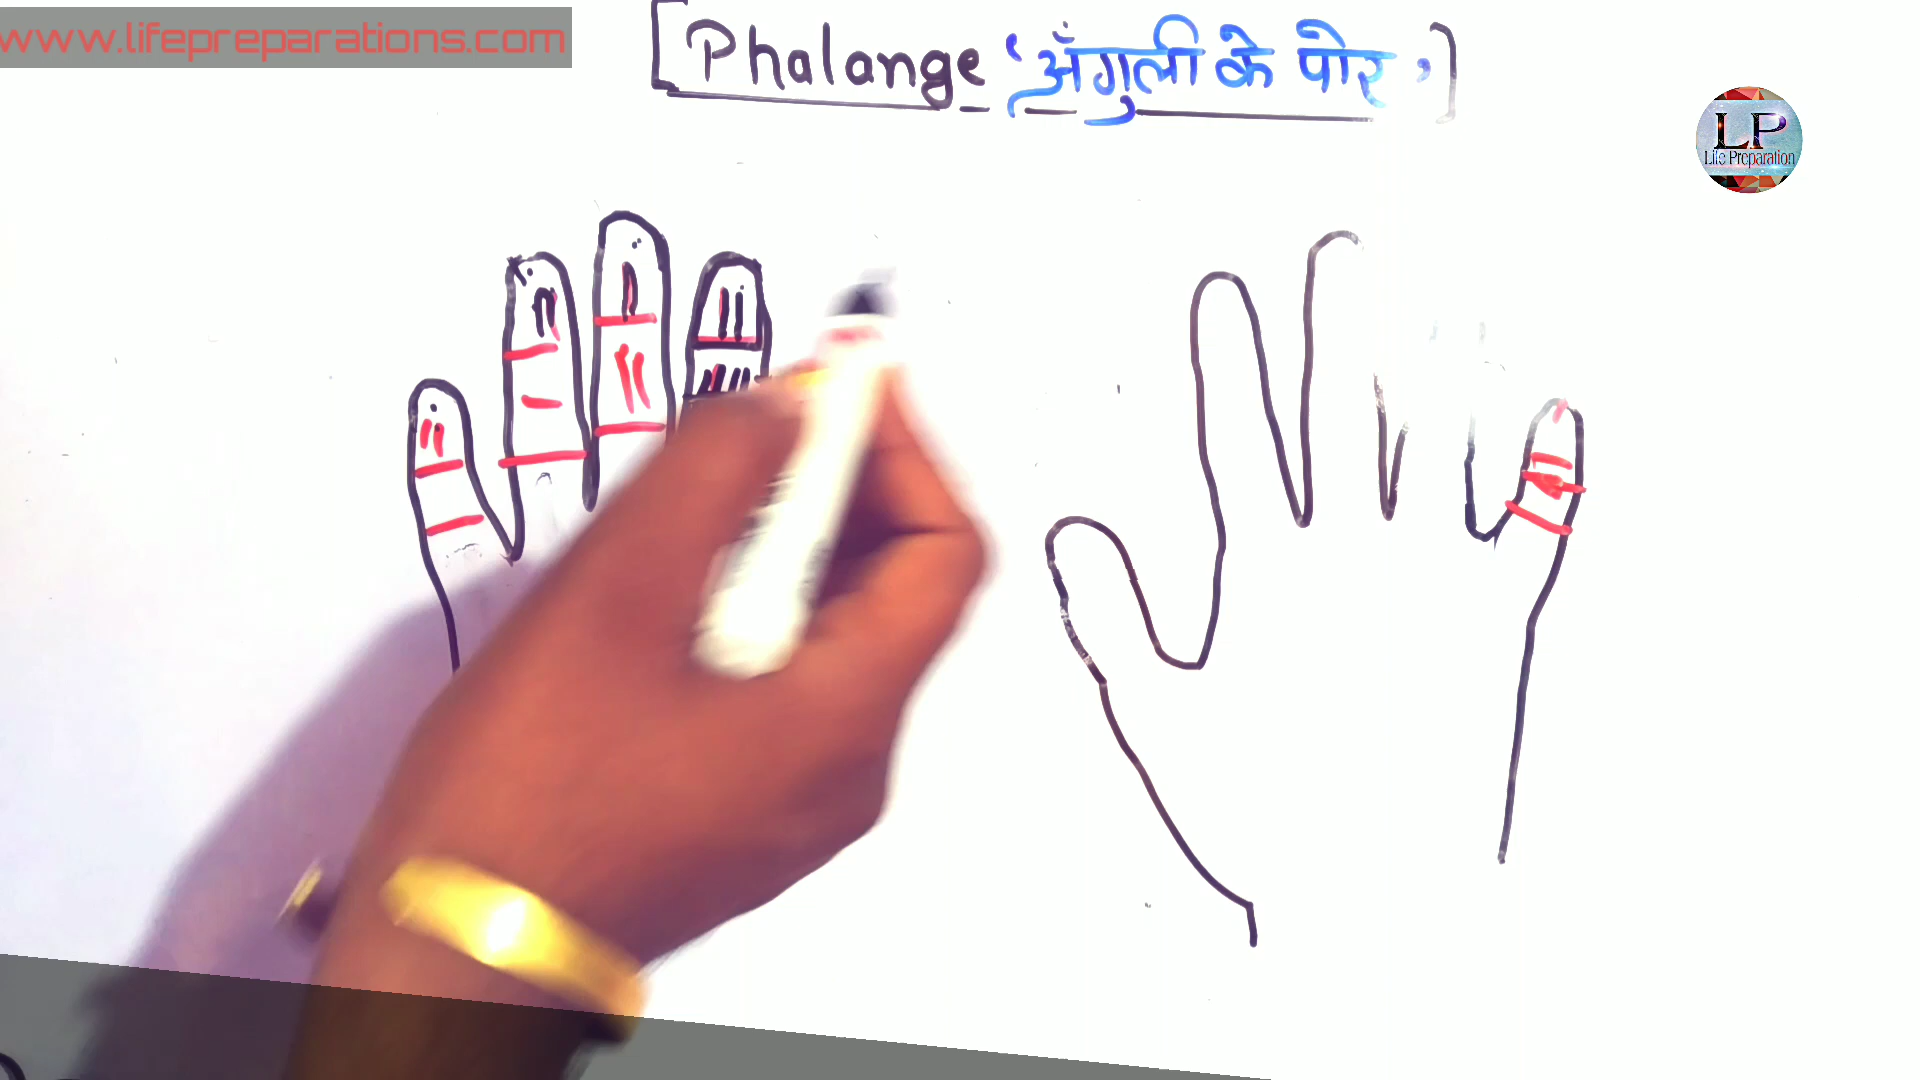 www.lifepreparations.com
[Phalange 'अँगुली के पोर']
LP
Life Preparation